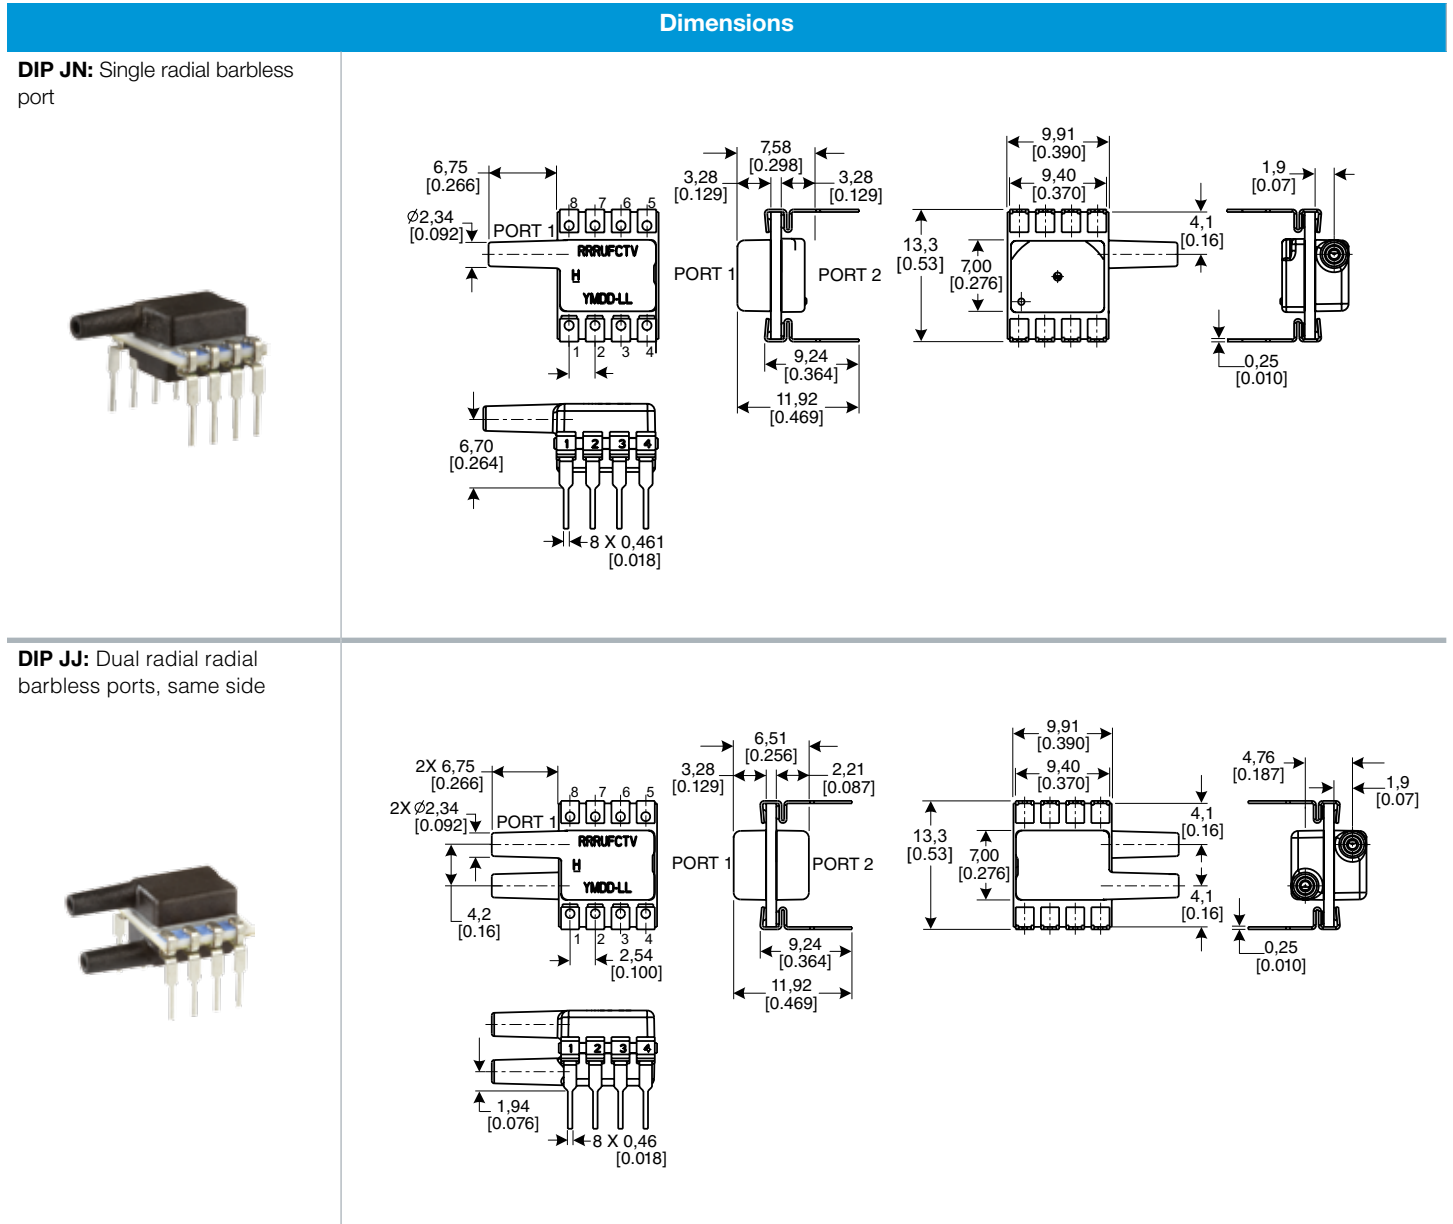 Dimensions
DIP JN: Single radial barbless
port
6,75
[0.266]
Ø2,34
[0.092]
PORT 1
8 7 6 5
RRRUFCTV
H
YMDD-LL
1 2 3 4
7,58
[0.298]
3,28
[0.129]
3,28
[0.129]
PORT 1
PORT 2
9,24
[0.364]
11,92
[0.469]
9,91
[0.390]
9,40
[0.370]
13,3
[0.53]
7,00
[0.276]
4,1
[0.16]
1,9
[0.07]
0,25
[0.010]
6,70
[0.264]
1 2 3 4
8 X 0,461
[0.018]
DIP JJ: Dual radial radial
barbless ports, same side
2X 6,75
[0.266]
2X Ø2,34
[0.092]
PORT 1
8 7 6 5
RRRUFCTV
H
YMDD-LL
4,2
[0.16]
1 2 3 4
2,54
[0.100]
6,51
[0.256]
3,28
[0.129]
2,21
[0.087]
PORT 1
PORT 2
9,24
[0.364]
11,92
[0.469]
9,91
[0.390]
9,40
[0.370]
13,3
[0.53]
7,00
[0.276]
4,1
[0.16]
4,1
[0.16]
4,76
[0.187]
1,9
[0.07]
0,25
[0.010]
1 2 3 4
1,94
[0.076]
8 X 0,46
[0.018]